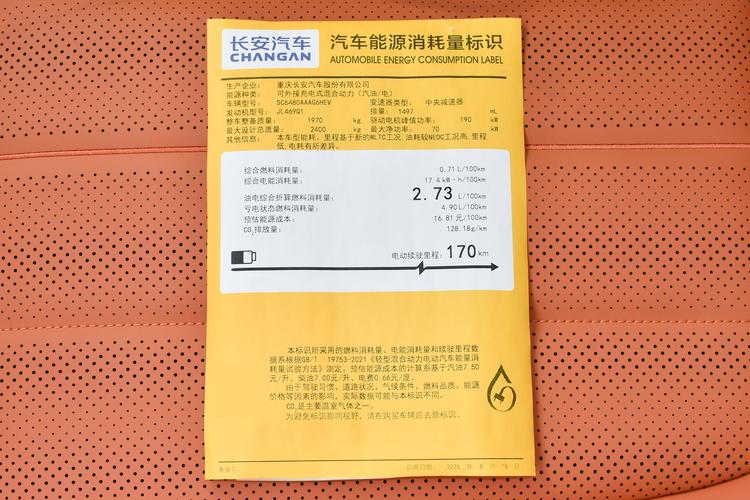 长安汽车
CHANGAN
汽车能源消耗量标识
AUTOMOBILE ENERGY CONSUMPTION LABEL
生产企业： 重庆长安汽车股份有限公司
能源种类： 可外接充电式混合动力（汽油/电）
车辆型号： SC6480AAAG6HEV 变速器类型： 中央减速器
发动机型号： JL469Q1 排量： 1497 mL
整车整备质量： 1970 kg 驱动电机峰值功率： 190 kW
最大设计总质量： 2400 kg 最大净功率： 70 kW
其他信息： 本车型能耗、里程基于新的WLTC工况,油耗较NEDC工况高,里程
低,电耗有所差异。
综合燃料消耗量： 0.71 L/100km
综合电能消耗量： 17.4 kW·h/100km
油电综合折算燃料消耗量： 2.73 L/100km
亏电状态燃料消耗量： 4.90 L/100km
预估能源成本： 16.81 元/100km
CO₂排放量： 128.18g/km
电动续驶里程： 170 km
本标识所采用的燃料消耗量、电能消耗量和续驶里程数
据系根据GB/T 19753-2021《轻型混合动力电动汽车能量消
耗量试验方法》测定，预估能源成本的计算系基于汽油7.50
元/升、柴油7.00元/升、电费0.66元/度。
由于驾驶习惯、道路状况、气候条件、燃料品质、能源
价格等因素的影响，实际数据可能与本标识不同。
CO₂是主要温室气体之一。
为避免标识影响视野，请在购买车辆后去除标识。
备案号：
启用日期： 2025 年 8 月 日